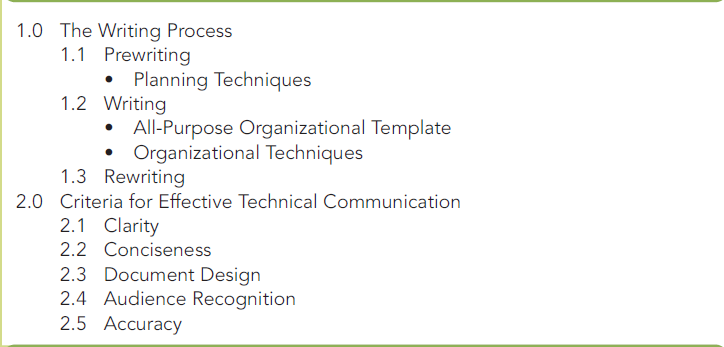 1.0 The Writing Process
1.1 Prewriting
• Planning Techniques
1.2 Writing
• All-Purpose Organizational Template
• Organizational Techniques
1.3 Rewriting
2.0 Criteria for Effective Technical Communication
2.1 Clarity
2.2 Conciseness
2.3 Document Design
2.4 Audience Recognition
2.5 Accuracy